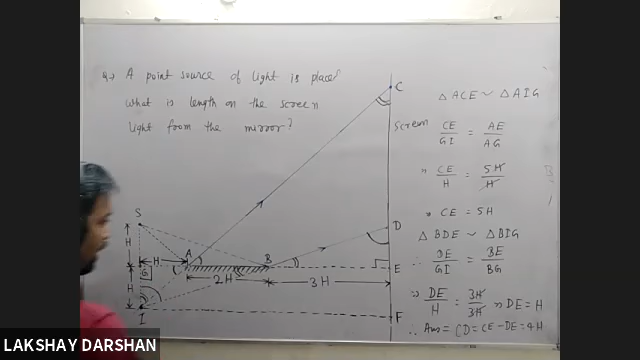 Q. A point source of light is place
what is length on the screen
light from the mirror?
Screen
C
△ ACE ~ △ AIG
CE/GI = AE/AG
" CE/H = 5H/H
" CE = 5H
△ BDE ~ △ BIG
∴ DE/GI = BE/BG
" DE/H = 3H/3H " DE = H
∴ Ans = CD = CE - DE = 4H
S
H
H
A
B
D
G
E
2H
3H
H
I
F
LAKSHAY DARSHAN